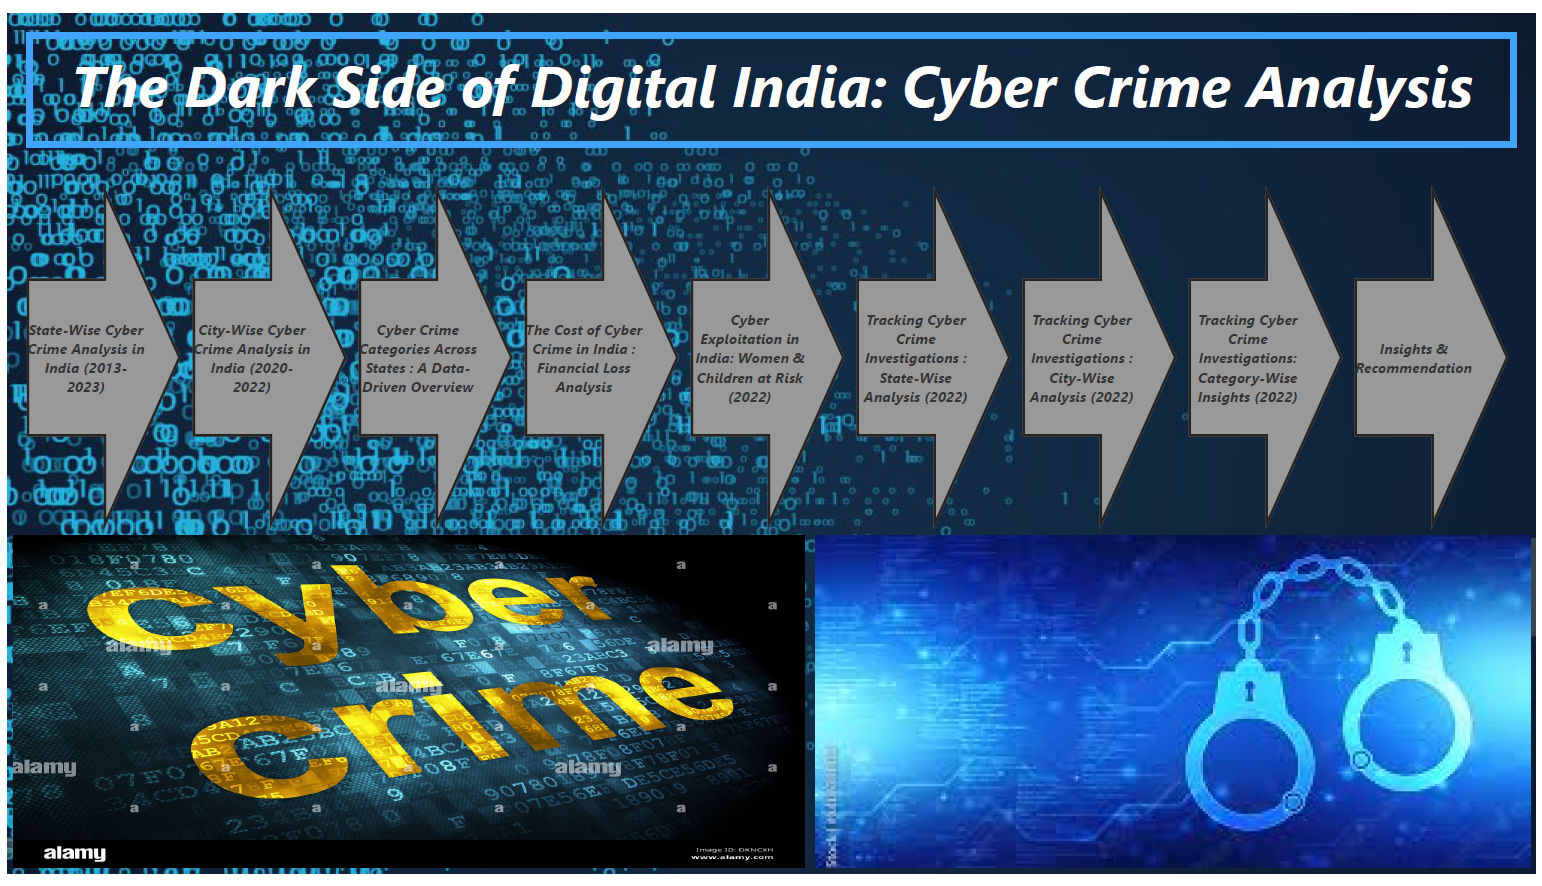 The Dark Side of Digital India: Cyber Crime Analysis
State-Wise Cyber
Crime Analysis in
India (2013-
2023)
City-Wise Cyber
Crime Analysis in
India (2020-
2022)
Cyber Crime
Categories Across
States : A Data-
Driven Overview
The Cost of Cyber
Crime in India :
Financial Loss
Analysis
Cyber
Exploitation in
India: Women &
Children at Risk
(2022)
Tracking Cyber
Crime
Investigations :
State-Wise
Analysis (2022)
Tracking Cyber
Crime
Investigations :
City-Wise
Analysis (2022)
Tracking Cyber
Crime
Investigations:
Category-Wise
Insights (2022)
Insights &
Recommendation
Cyber
Crime
alamy
alamy
alamy
alamy
alamy
alamy
Image ID: DKNCXH
www.alamy.com